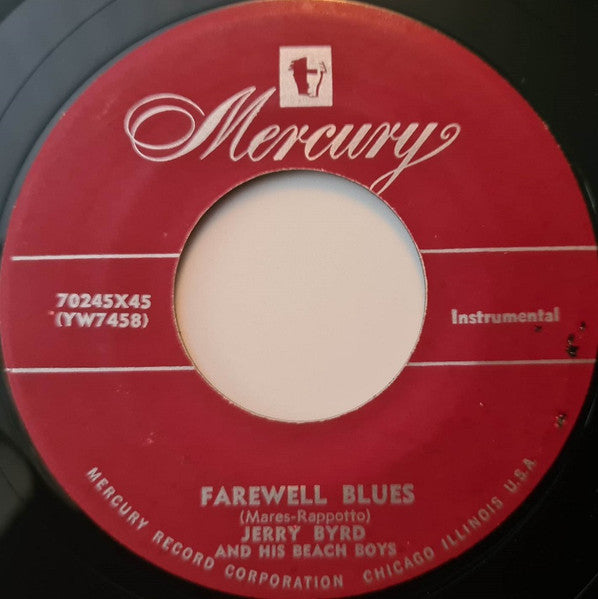 Mercury
70245X45
(YW7458)
Instrumental
FAREWELL BLUES
(Mares-Rappotto)
JERRY BYRD
AND HIS BEACH BOYS
MERCURY RECORD CORPORATION CHICAGO ILLINOIS U.S.A.